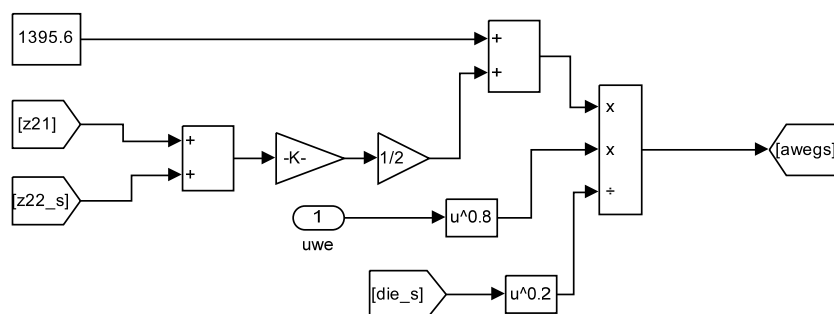 1395.6
+
+
[z21]
[z22_s]
+
+
-K-
1/2
x
x
÷
[awegs]
1
uwe
u^0.8
[die_s]
u^0.2